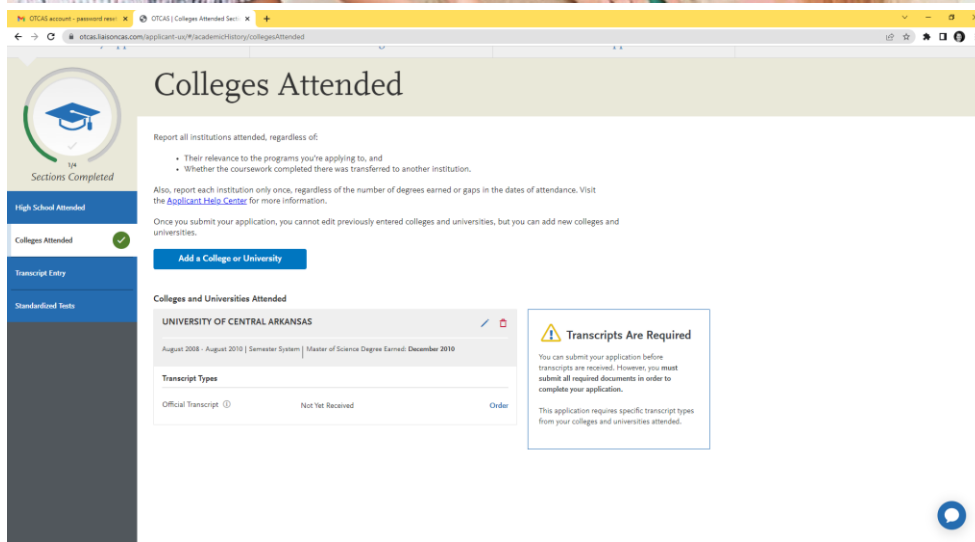 OTCAS account - password reset
OTCAS | Colleges Attended Secti
otcas.liaisoncas.com/applicant-ux/#/academicHistory/collegesAttended
Colleges Attended
1/4
Sections Completed
High School Attended
Colleges Attended
Transcript Entry
Standardized Tests
Report all institutions attended, regardless of:
• Their relevance to the programs you're applying to, and
• Whether the coursework completed there was transferred to another institution.
Also, report each institution only once, regardless of the number of degrees earned or gaps in the dates of attendance. Visit
the Applicant Help Center for more information.
Once you submit your application, you cannot edit previously entered colleges and universities, but you can add new colleges and
universities.
Add a College or University
Colleges and Universities Attended
UNIVERSITY OF CENTRAL ARKANSAS
August 2008 - August 2010 | Semester System | Master of Science Degree Earned: December 2010
Transcript Types
Official Transcript Not Yet Received Order
Transcripts Are Required
You can submit your application before
transcripts are received. However, you must
submit all required documents in order to
complete your application.
This application requires specific transcript types
from your colleges and universities attended.